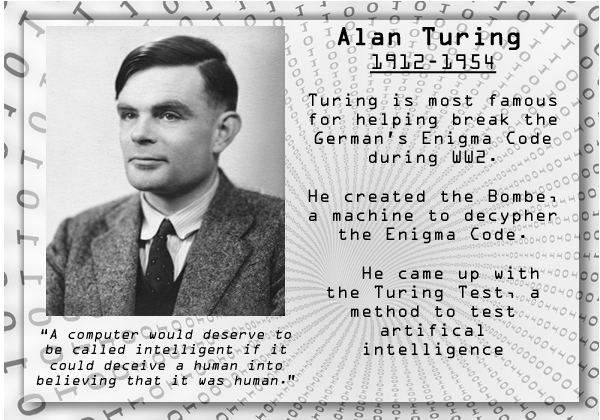 Alan Turing
1912-1954
Turing is most famous
for helping break the
German's Enigma Code
during WW2.
He created the Bombe,
a machine to decypher
the Enigma Code.
He came up with
the Turing Test, a
method to test
artifical
intelligence
"A computer would deserve to
be called intelligent if it
could deceive a human into
believing that it was human."